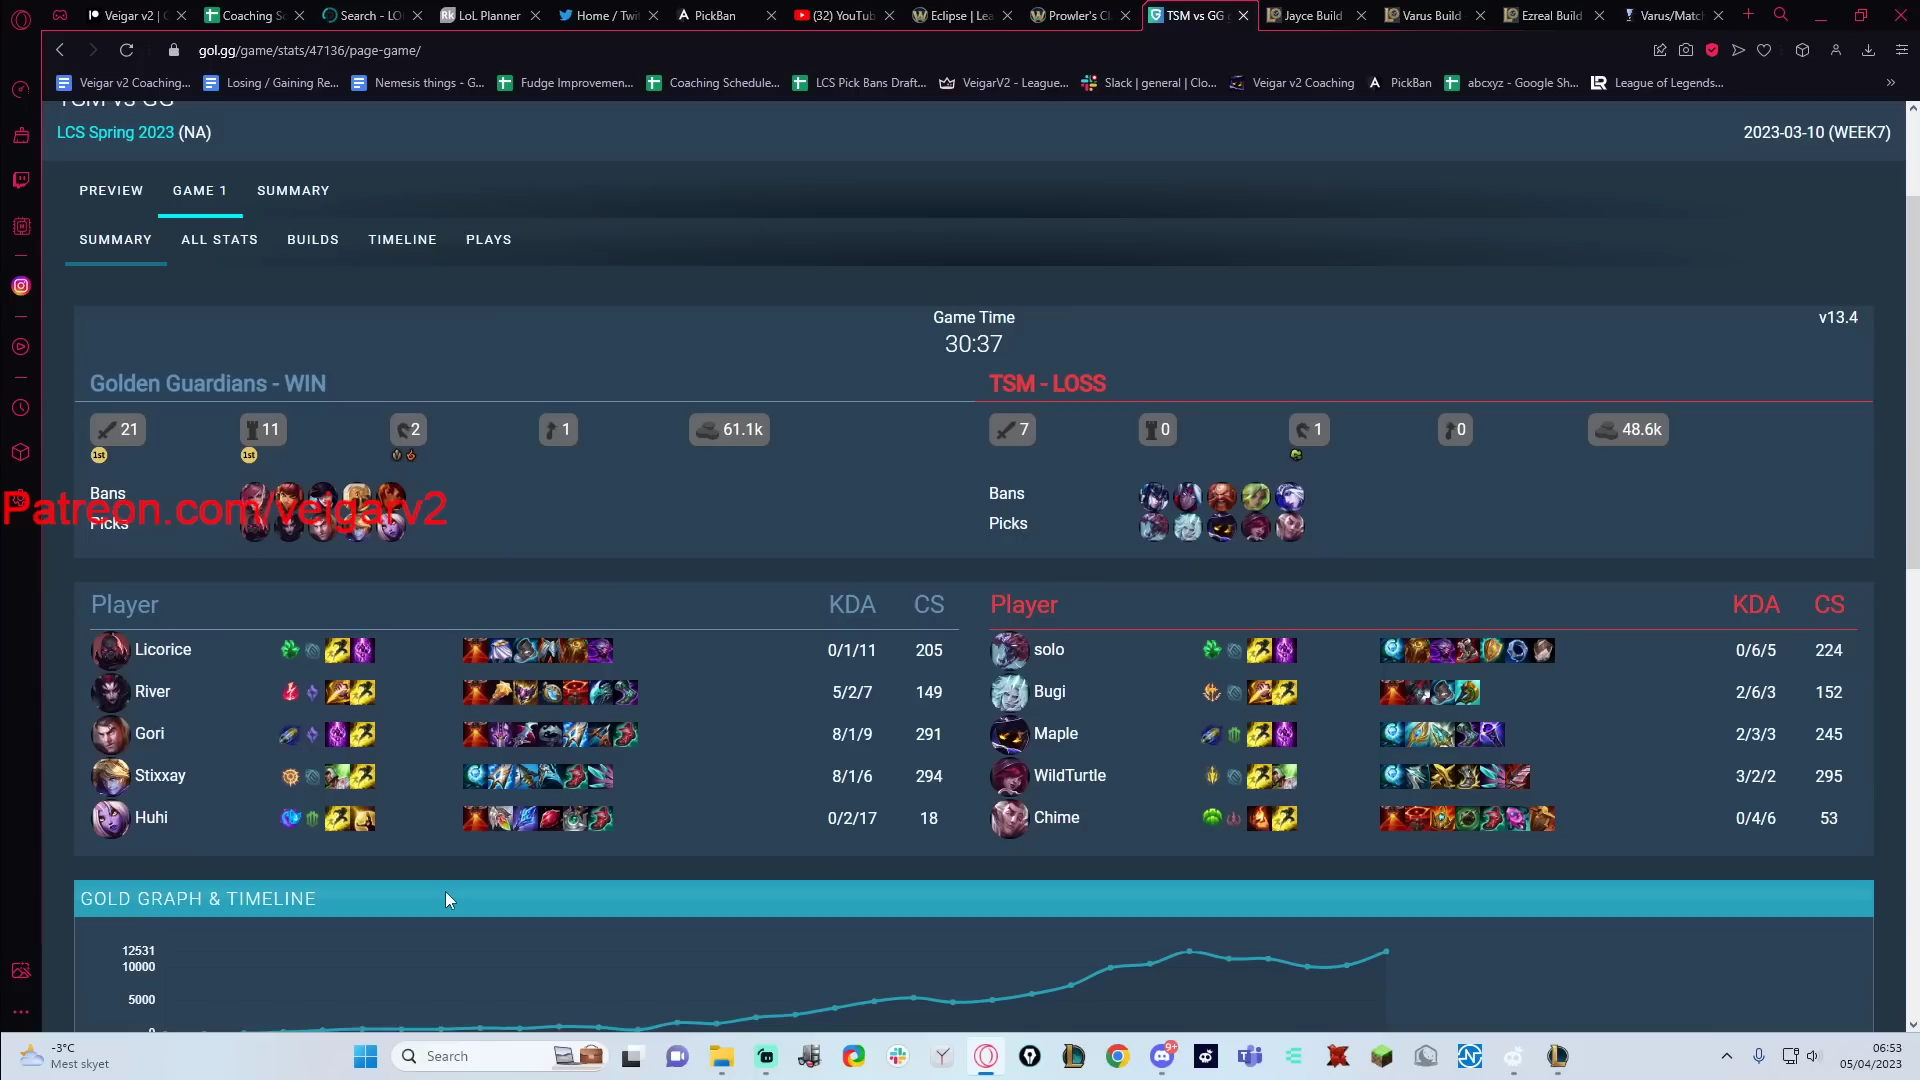 Veigar v2 | C
Coaching Sc
Search - LO
LoL Planner
Home / Twi
PickBan
(32) YouTub
Eclipse | Lea
Prowler's Cl
TSM vs GG
Jayce Build
Varus Build
Ezreal Build
Varus/Match
gol.gg/game/stats/47136/page-game/
Veigar v2 Coaching...
Losing / Gaining Re...
Nemesis things - G...
Fudge Improvemen...
Coaching Schedule...
LCS Pick Bans Draft...
VeigarV2 - League...
Slack | general | Clo...
Veigar v2 Coaching
PickBan
abcxyz - Google Sh...
League of Legends...
TSM vs GG
LCS Spring 2023 (NA)
2023-03-10 (WEEK7)
PREVIEW GAME 1 SUMMARY
SUMMARY ALL STATS BUILDS TIMELINE PLAYS
Game Time
v13.4
30:37
Golden Guardians - WIN
TSM - LOSS
21 11 2 1 61.1k
7 0 1 0 48.6k
1st 1st
Bans
Bans
Patreon.com/veigarv2
Picks
Picks
Player KDA CS
Player KDA CS
Licorice 0/1/11 205
solo 0/6/5 224
River 5/2/7 149
Bugi 2/6/3 152
Gori 8/1/9 291
Maple 2/3/3 245
Stixxay 8/1/6 294
WildTurtle 3/2/2 295
Huhi 0/2/17 18
Chime 0/4/6 53
GOLD GRAPH & TIMELINE
12531
10000
5000
0
-3°C
Mest skyet
Search
9+
06:53
05/04/2023